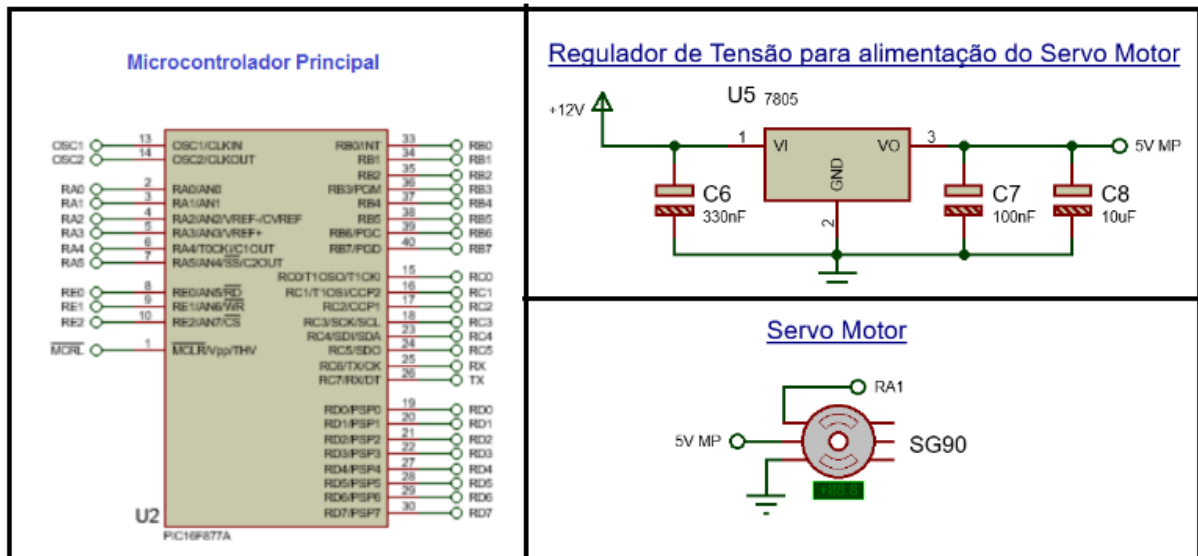 Microcontrolador Principal
OSC1 13 OSC1/CLKIN RB0/INT 33 RB0
OSC2 14 OSC2/CLKOUT RB1 34 RB1
RB2 35 RB2
RA0 2 RA0/AN0 RB3/PGM 36 RB3
RA1 3 RA1/AN1 RB4 37 RB4
RA2 4 RA2/AN2/VREF-/CVREF RB5 38 RB5
RA3 5 RA3/AN3/VREF+ RB6/PGC 39 RB6
RA4 6 RA4/T0CKI/C1OUT RB7/PGD 40 RB7
RA5 7 RA5/AN4/SS/C2OUT
RC0/T1OSO/T1CKI 15 RC0
RE0 8 RE0/AN5/RD RC1/T1OSI/CCP2 16 RC1
RE1 9 RE1/AN6/WR RC2/CCP1 17 RC2
RE2 10 RE2/AN7/CS RC3/SCK/SCL 18 RC3
RC4/SDI/SDA 23 RC4
MCRL 1 MCLR/Vpp/THV RC5/SDO 24 RC5
RC6/TX/CK 25 RX
RC7/RX/DT 26 TX
RD0/PSP0 19 RD0
RD1/PSP1 20 RD1
RD2/PSP2 21 RD2
RD3/PSP3 22 RD3
RD4/PSP4 27 RD4
RD5/PSP5 28 RD5
RD6/PSP6 29 RD6
RD7/PSP7 30 RD7
U2
PIC16F877A
Regulador de Tensão para alimentação do Servo Motor
U5 7805
+12V
1 VI VO 3 5V MP
GND
2
C6
330nF
C7
100nF
C8
10uF
Servo Motor
RA1
5V MP
SG90
+88.8